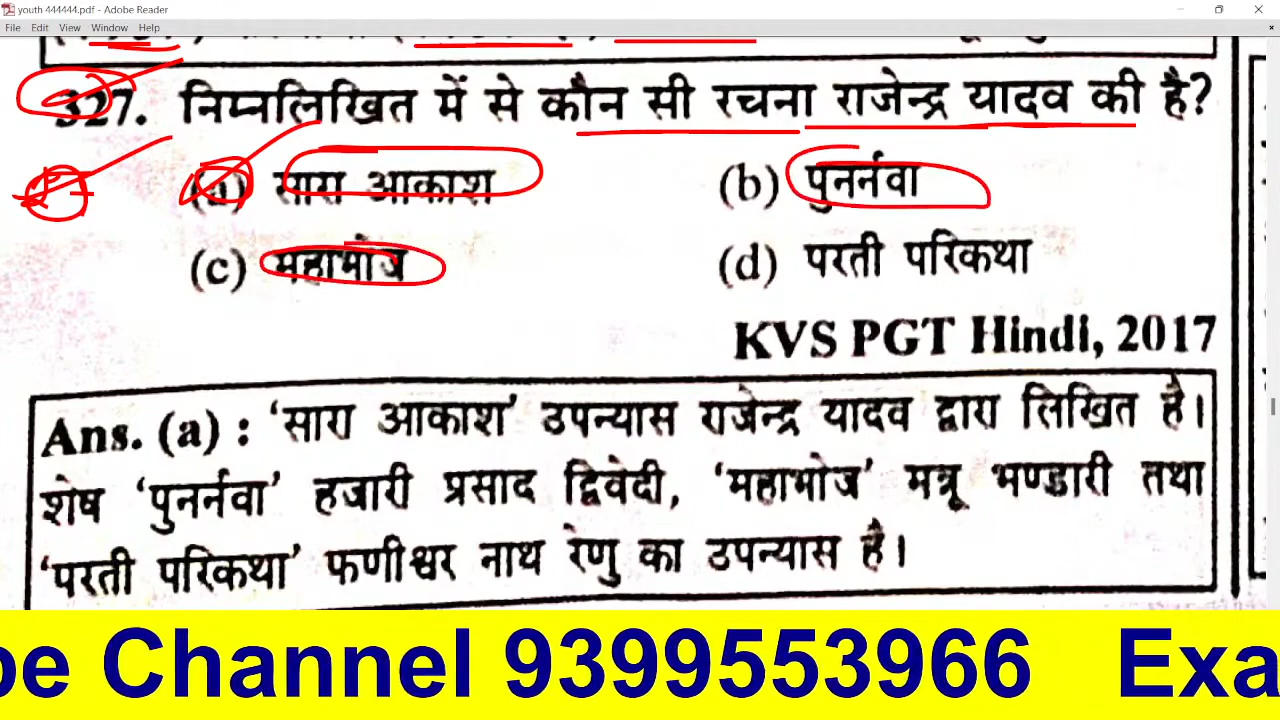 youth 444444.pdf - Adobe Reader
File Edit View Window Help
327. निम्नलिखित में से कौन सी रचना राजेन्द्र यादव की है?
(a) सारा आकाश (b) पुनर्नवा
(c) महाभोज (d) परती परिकथा
KVS PGT Hindi, 2017
Ans. (a) : ‘सारा आकाश’ उपन्यास राजेन्द्र यादव द्वारा लिखित है।
शेष ‘पुनर्नवा’ हजारी प्रसाद द्विवेदी, ‘महाभोज’ मन्नू भण्डारी तथा
‘परती परिकथा’ फणीश्वर नाथ रेणु का उपन्यास है।
be Channel 9399553966 Exa